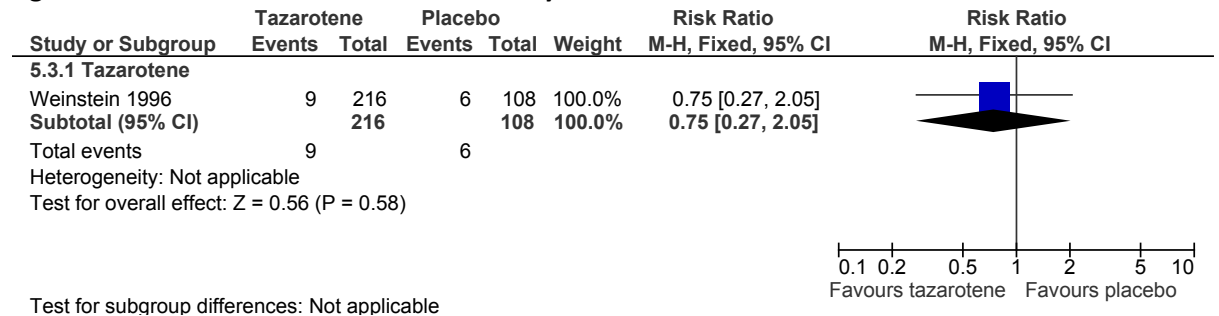 Tazarotene Placebo Risk Ratio Risk Ratio
Study or Subgroup Events Total Events Total Weight M-H, Fixed, 95% CI M-H, Fixed, 95% CI
5.3.1 Tazarotene
Weinstein 1996 9 216 6 108 100.0% 0.75 [0.27, 2.05]
Subtotal (95% CI) 216 108 100.0% 0.75 [0.27, 2.05]
Total events 9 6
Heterogeneity: Not applicable
Test for overall effect: Z = 0.56 (P = 0.58)
0.1 0.2 0.5 1 2 5 10
Favours tazarotene Favours placebo
Test for subgroup differences: Not applicable